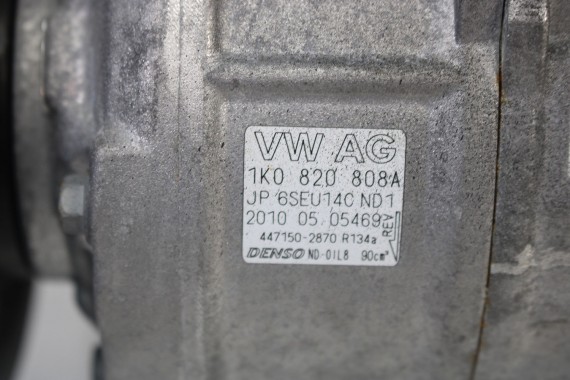 VW AG
1K0 820 808A
JP 6SEU14C ND1
2010 05 05469
REV
447150-2870 R134a
DENSO ND-OIL8 90cm³